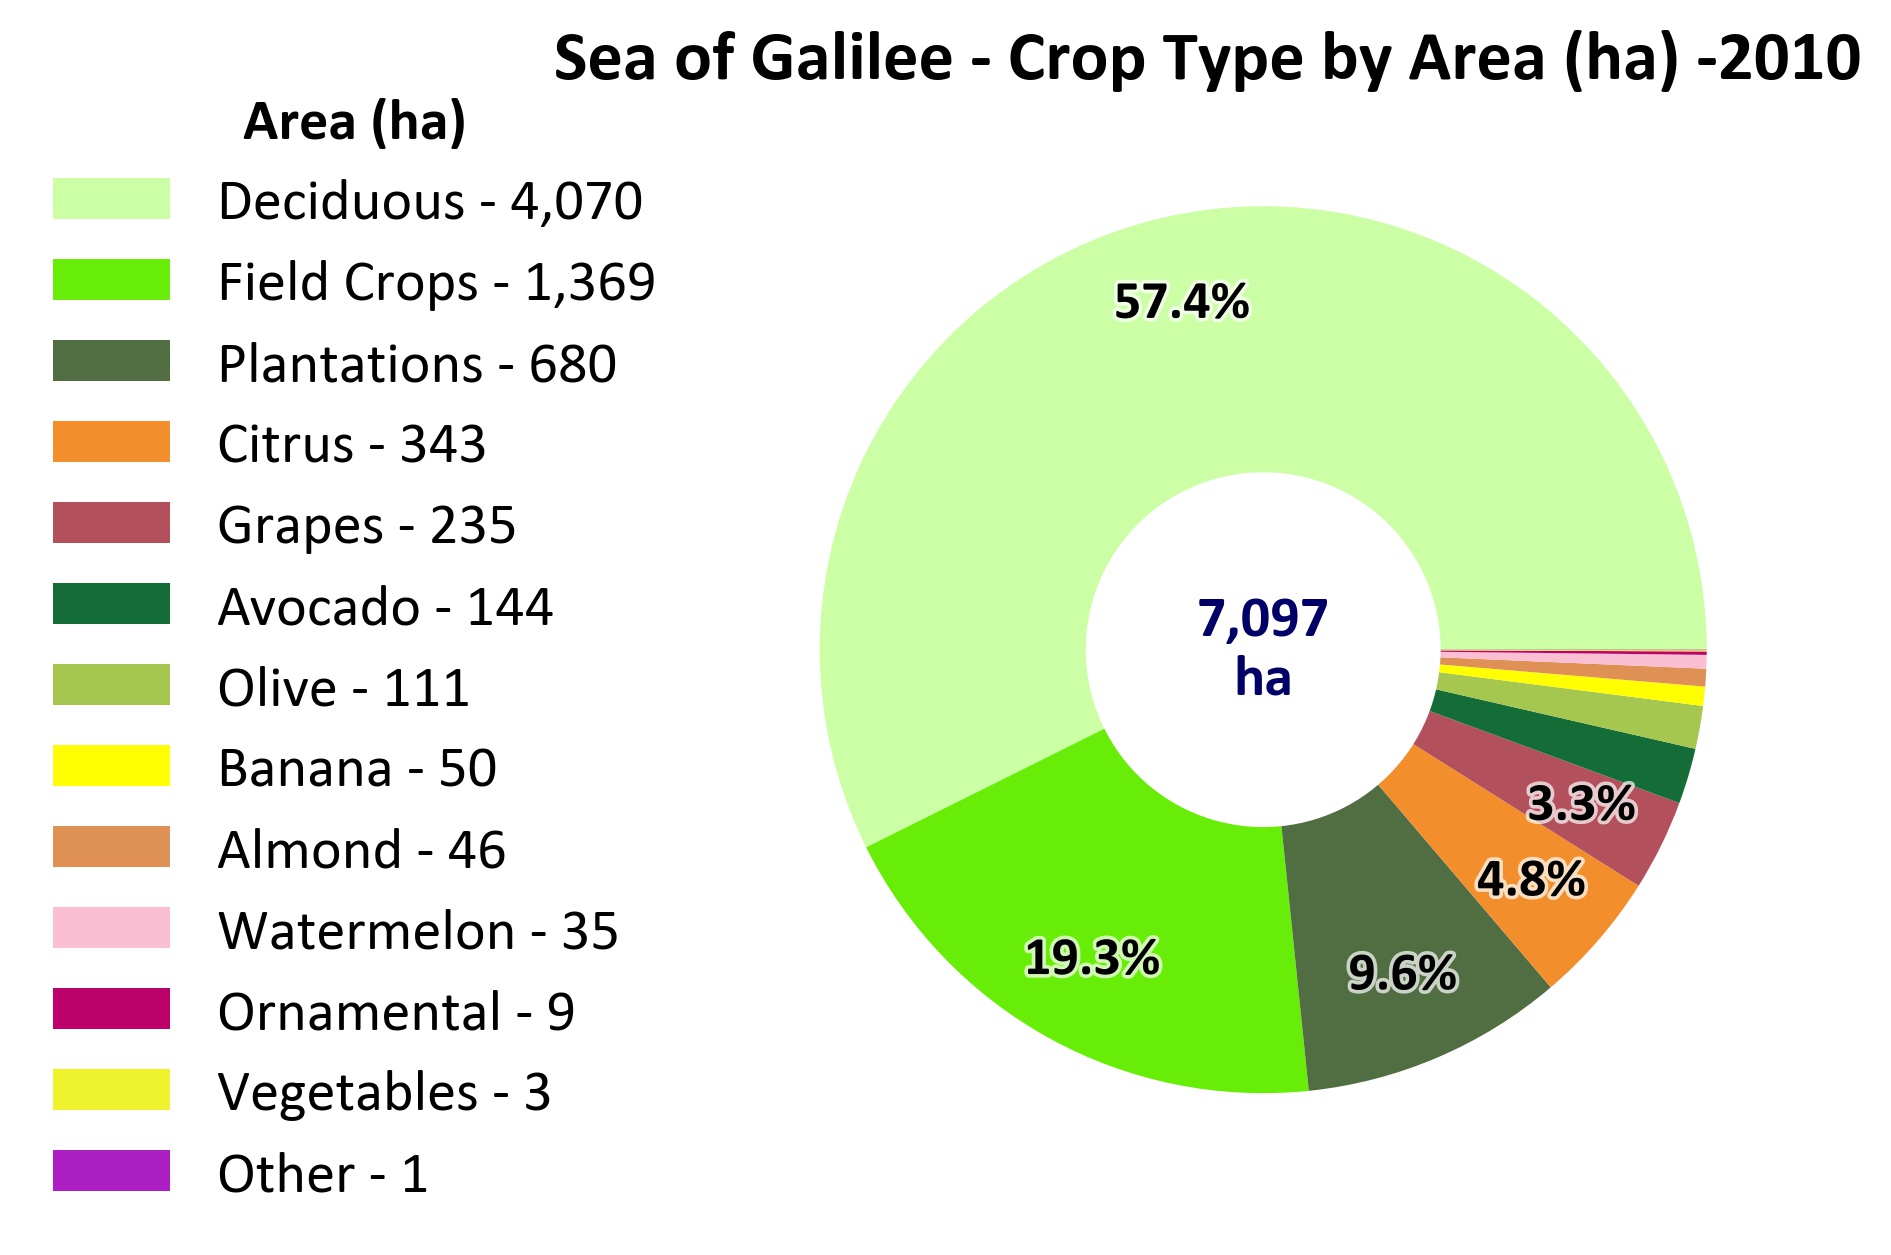 Sea of Galilee - Crop Type by Area (ha) -2010
Area (ha)
Deciduous - 4,070
Field Crops - 1,369
Plantations - 680
Citrus - 343
Grapes - 235
Avocado - 144
Olive - 111
Banana - 50
Almond - 46
Watermelon - 35
Ornamental - 9
Vegetables - 3
Other - 1
57.4%
7,097
ha
3.3%
4.8%
19.3%
9.6%